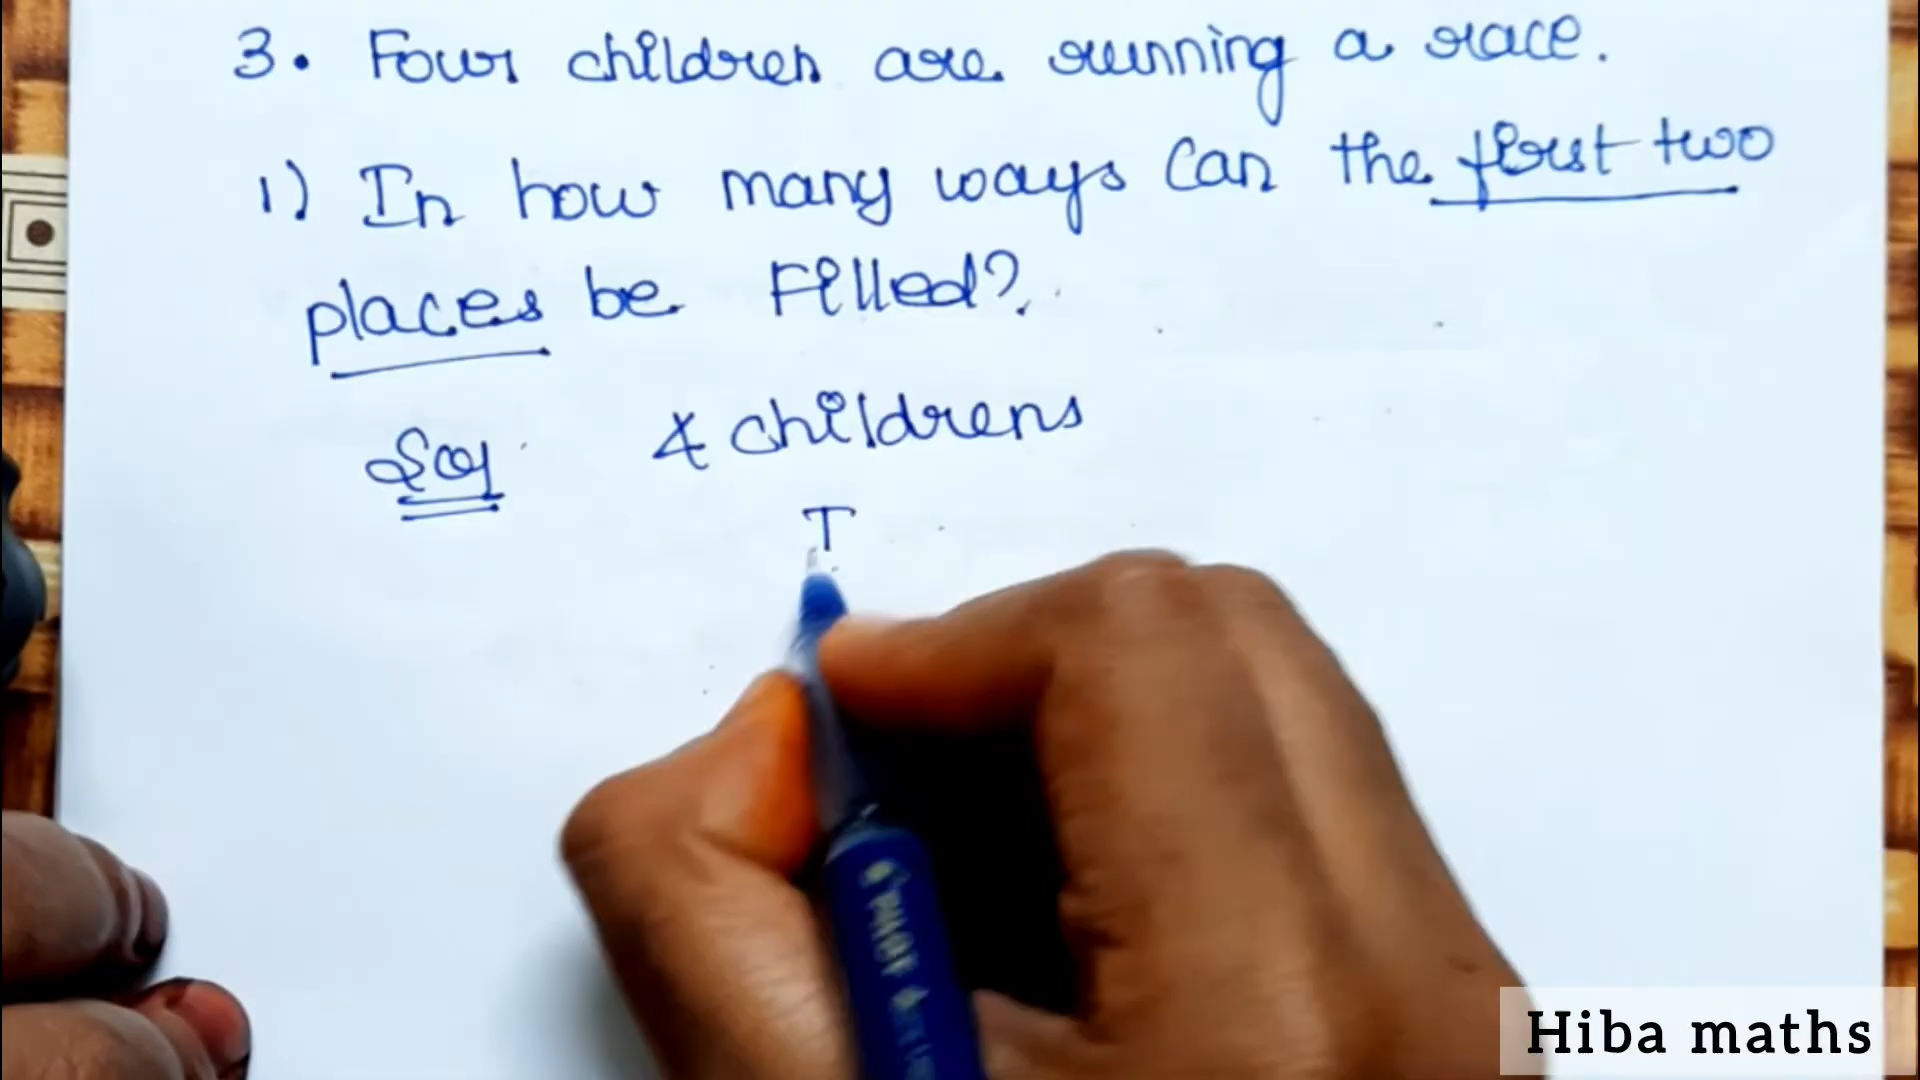 3. Four children are running a race.
1) In how many ways can the first two
places be Filled?
Sol
4 childrens
I
Hiba maths